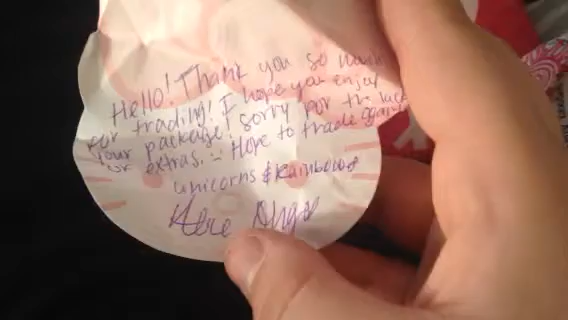 Hello! Thank you so much
for trading! I hope you enjoy
your package! Sorry for the lack
of extras. Hope to trade again
unicorns & Rainbows